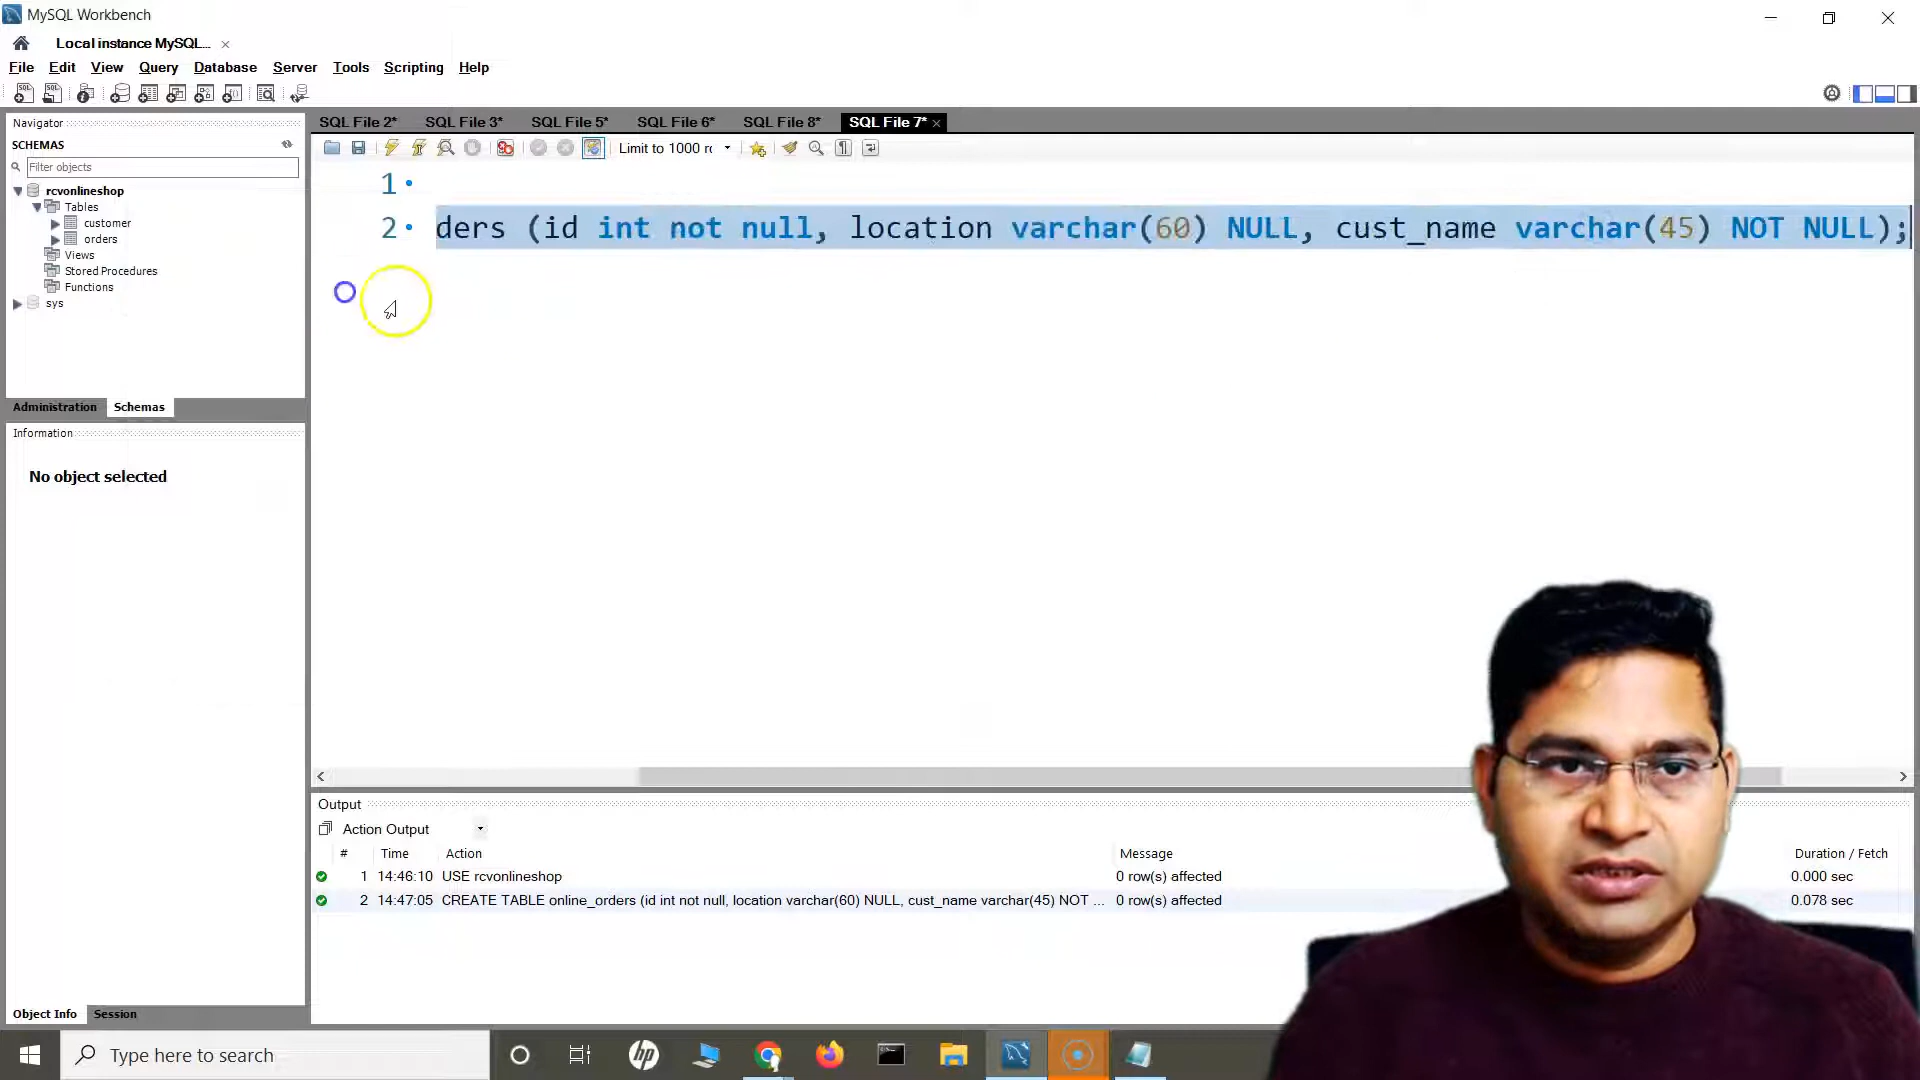 MySQL Workbench
Local instance MySQL...
File Edit View Query Database Server Tools Scripting Help
Navigator
SCHEMAS
Filter objects
rcvonlineshop
Tables
customer
orders
Views
Stored Procedures
Functions
sys
Administration Schemas
Information
No object selected
Object Info Session
SQL File 2* SQL File 3* SQL File 5* SQL File 6* SQL File 8* SQL File 7*
Limit to 1000 r
1
2 ders (id int not null, location varchar(60) NULL, cust_name varchar(45) NOT NULL);
Output
Action Output
# Time Action Message Duration / Fetch
1 14:46:10 USE rcvonlineshop 0 row(s) affected 0.000 sec
2 14:47:05 CREATE TABLE online_orders (id int not null, location varchar(60) NULL, cust_name varchar(45) NOT ... 0 row(s) affected 0.078 sec
Type here to search
hp